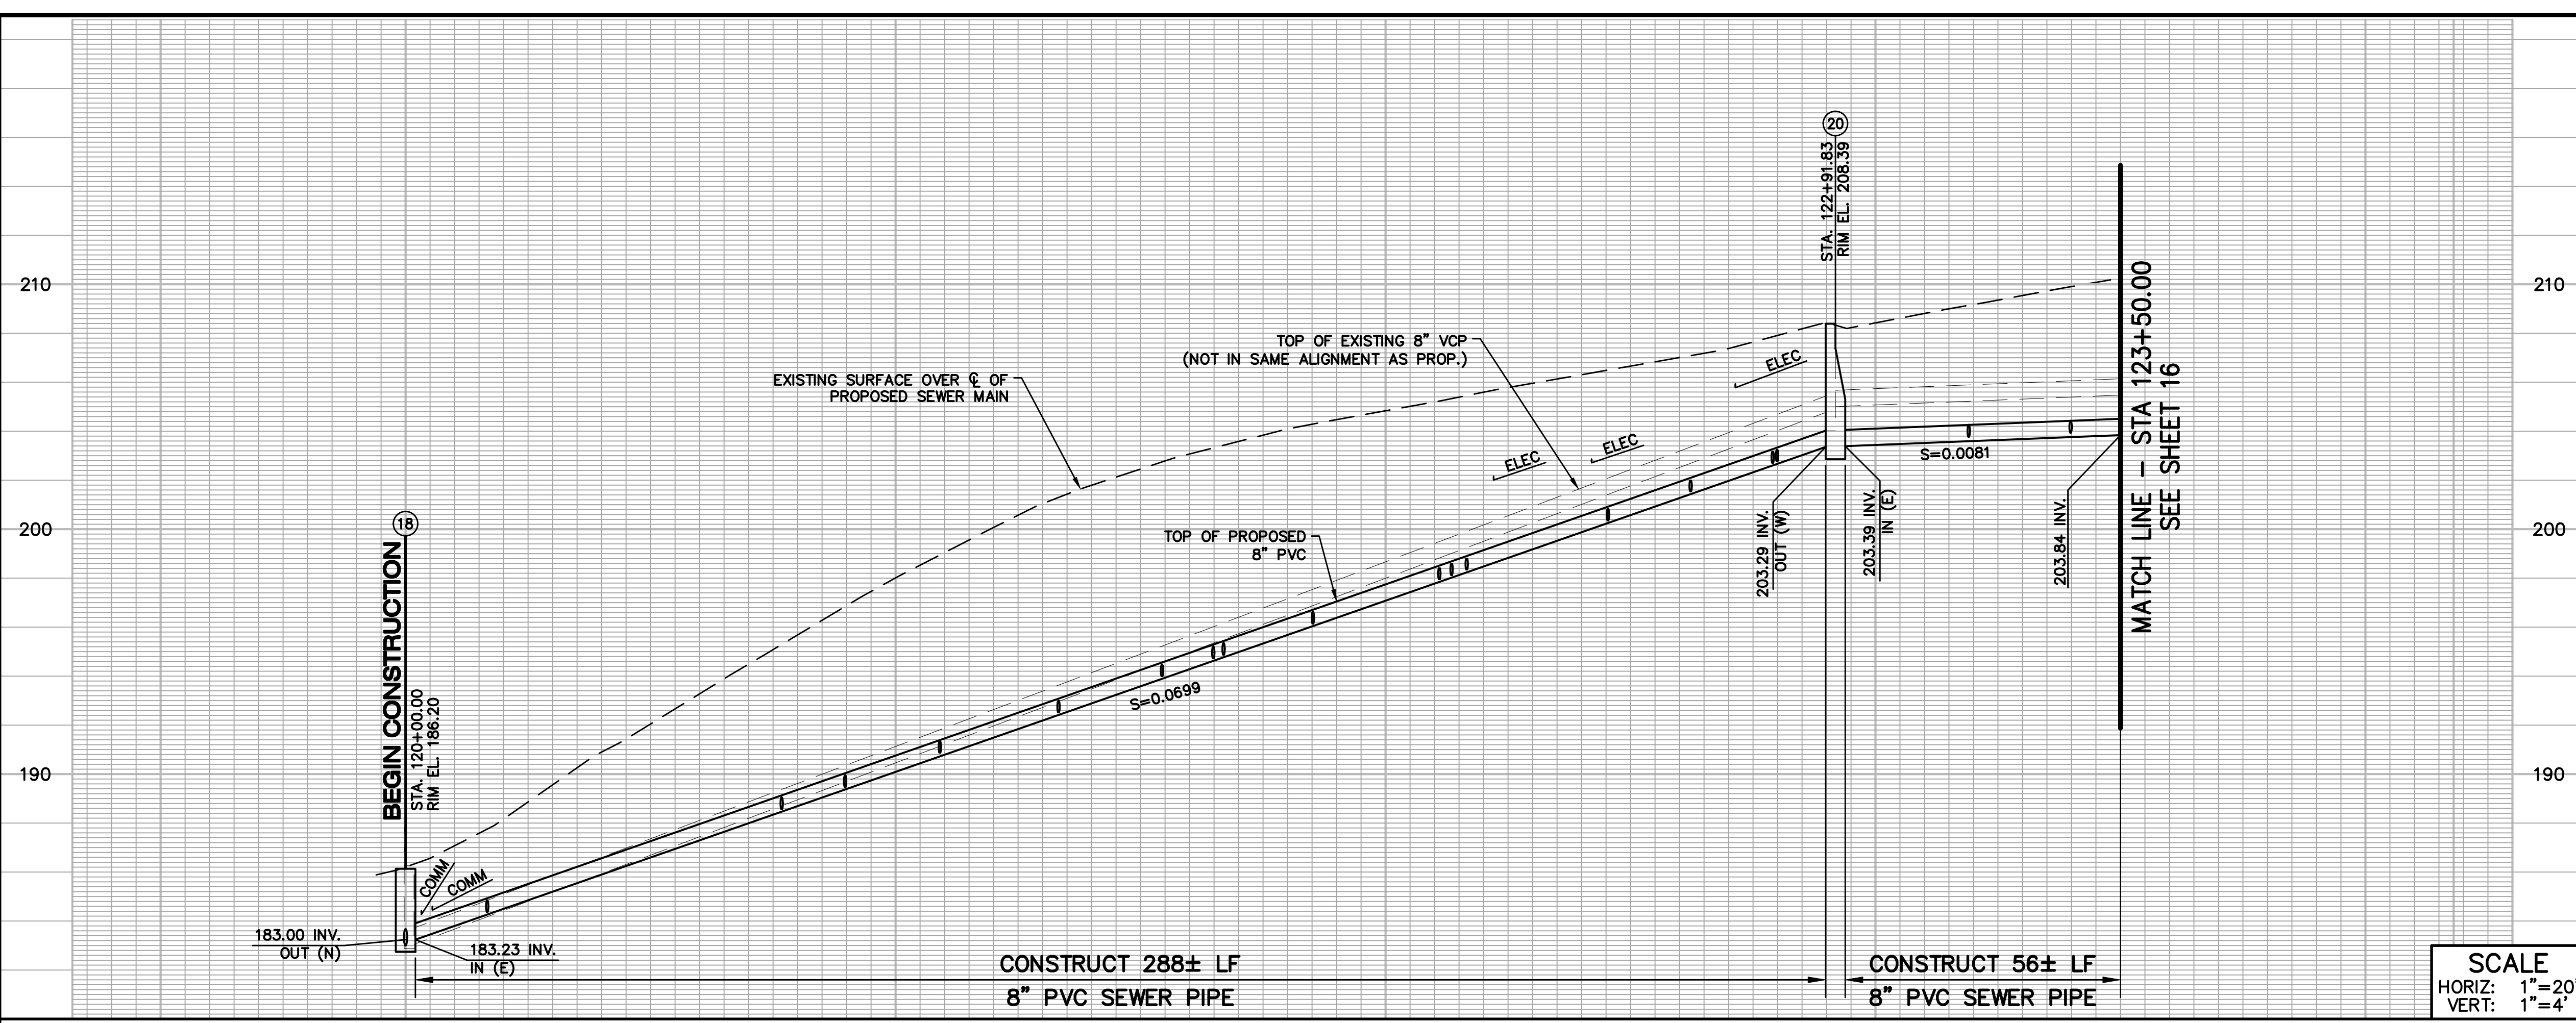 20
STA. 122+91.83
RIM EL. 208.39
210
210
MATCH LINE – STA 123+50.00
SEE SHEET 16
TOP OF EXISTING 8" VCP
(NOT IN SAME ALIGNMENT AS PROP.)
ELEC
EXISTING SURFACE OVER ℄ OF
PROPOSED SEWER MAIN
ELEC
ELEC
S=0.0081
200
200
18
BEGIN CONSTRUCTION
STA. 120+00.00
RIM EL. 186.20
TOP OF PROPOSED
8" PVC
203.29 INV.
OUT (W)
203.39 INV.
IN (E)
203.84 INV.
S=0.0699
190
190
COMM
COMM
183.00 INV.
OUT (N)
183.23 INV.
IN (E)
CONSTRUCT 288± LF
8" PVC SEWER PIPE
CONSTRUCT 56± LF
8" PVC SEWER PIPE
SCALE
HORIZ: 1"=20'
VERT: 1"=4'